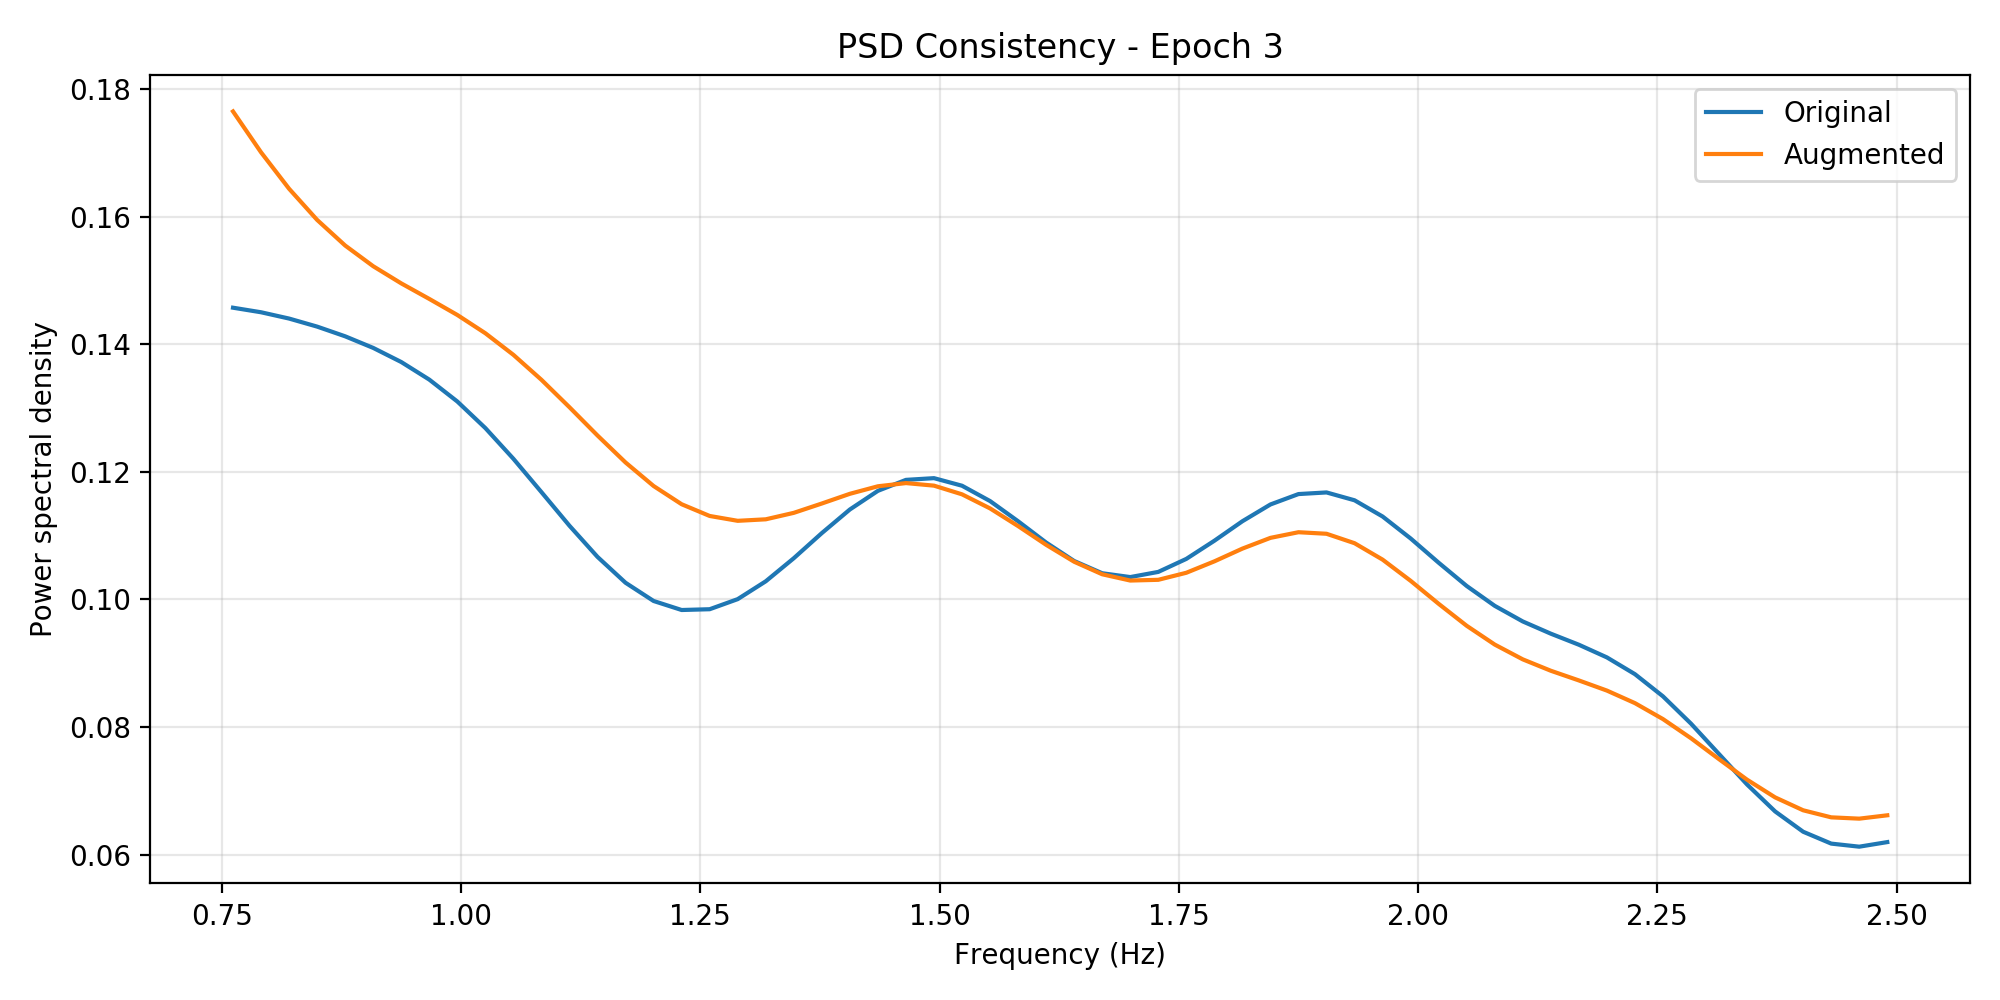 PSD Consistency - Epoch 3
Original
Augmented
Power spectral density
0.18
0.16
0.14
0.12
0.10
0.08
0.06
0.75 1.00 1.25 1.50 1.75 2.00 2.25 2.50
Frequency (Hz)